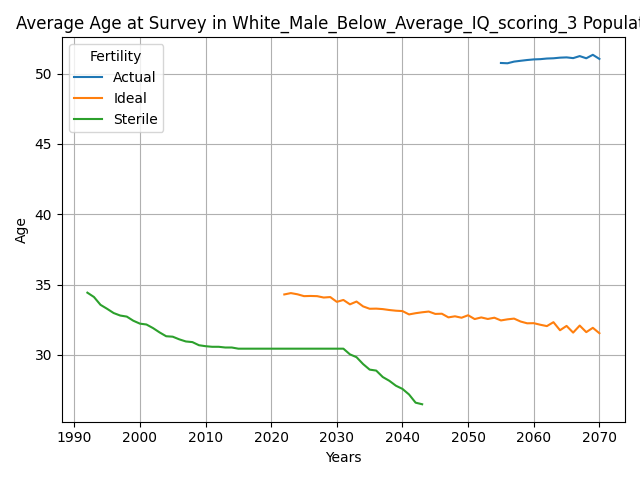 Average Age at Survey in White_Male_Below_Average_IQ_scoring_3 Populat
Fertility
Actual
Ideal
Sterile
50
45
40
35
30
Age
1990 2000 2010 2020 2030 2040 2050 2060 2070
Years